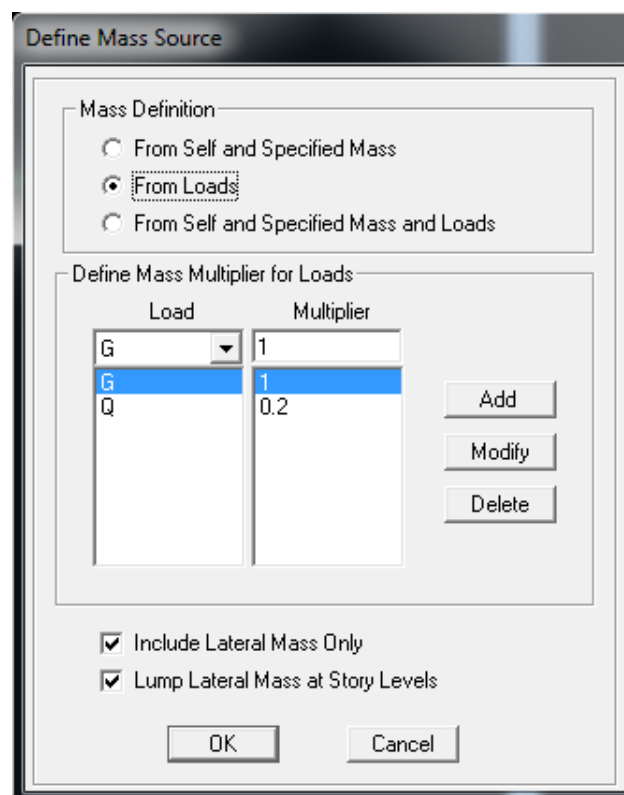 Define Mass Source
Mass Definition
From Self and Specified Mass
From Loads
From Self and Specified Mass and Loads
Define Mass Multiplier for Loads
Load Multiplier
G 1
G 1
Q 0.2
Add
Modify
Delete
Include Lateral Mass Only
Lump Lateral Mass at Story Levels
OK Cancel